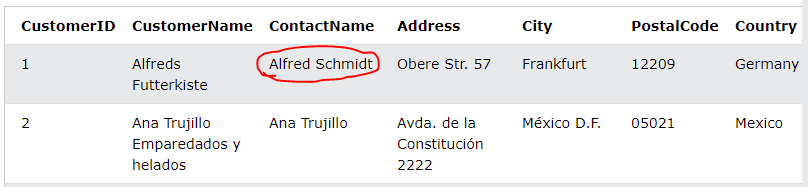 CustomerID CustomerName ContactName Address City PostalCode Country
1 Alfreds Alfred Schmidt Obere Str. 57 Frankfurt 12209 Germany
Futterkiste
2 Ana Trujillo Ana Trujillo Avda. de la México D.F. 05021 Mexico
Emparedados y Constitución
helados 2222